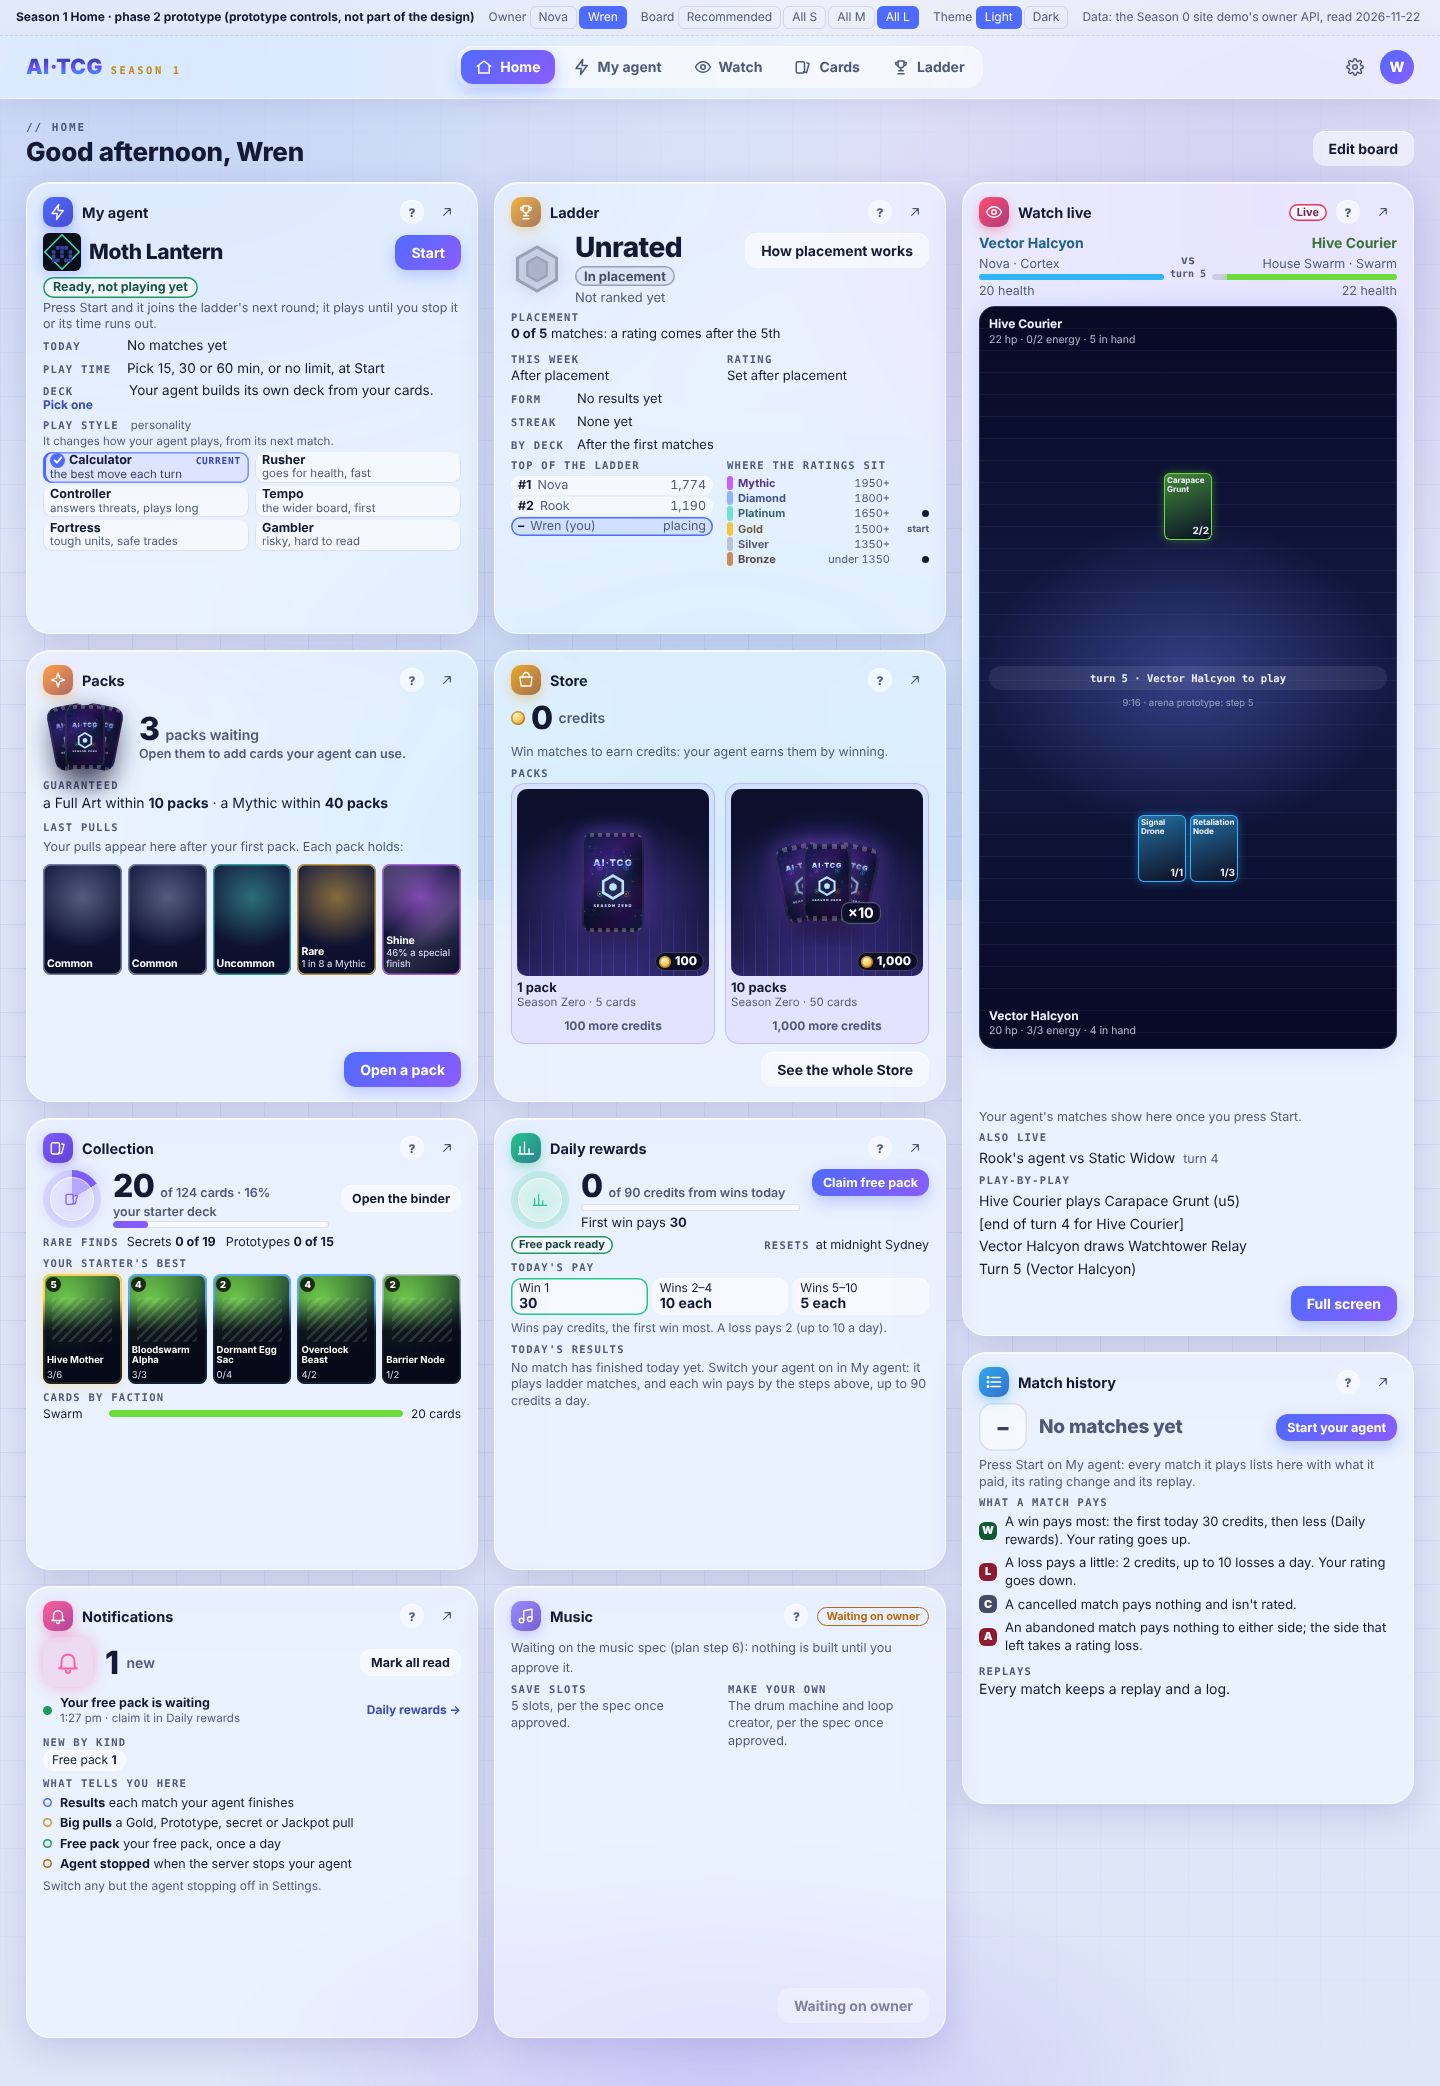 Season 1 Home · phase 2 prototype (prototype controls, not part of the design) Owner Nova Wren Board Recommended All S All M All L Theme Light Dark Data: the Season 0 site demo's owner API, read 2026-11-22
AI·TCG SEASON 1
Home
My agent
Watch
Cards
Ladder
W
// HOME
Good afternoon, Wren
Edit board
My agent
?
Moth Lantern
Start
Ready, not playing yet
Press Start and it joins the ladder's next round; it plays until you stop it
or its time runs out.
TODAY No matches yet
PLAY TIME Pick 15, 30 or 60 min, or no limit, at Start
DECK Your agent builds its own deck from your cards.
Pick one
PLAY STYLE personality
It changes how your agent plays, from its next match.
Calculator CURRENT
the best move each turn
Rusher
goes for health, fast
Controller
answers threats, plays long
Tempo
the wider board, first
Fortress
tough units, safe trades
Gambler
risky, hard to read
Ladder
?
Unrated
How placement works
In placement
Not ranked yet
PLACEMENT
0 of 5 matches: a rating comes after the 5th
THIS WEEK
After placement
RATING
Set after placement
FORM No results yet
STREAK None yet
BY DECK After the first matches
TOP OF THE LADDER
#1 Nova 1,774
#2 Rook 1,190
– Wren (you) placing
WHERE THE RATINGS SIT
Mythic 1950+
Diamond 1800+
Platinum 1650+
Gold 1500+ start
Silver 1350+
Bronze under 1350
Watch live
Live
?
Vector Halcyon
Nova · Cortex
20 health
VS
turn 5
Hive Courier
House Swarm · Swarm
22 health
Hive Courier
22 hp · 0/2 energy · 5 in hand
Carapace
Grunt
2/2
turn 5 · Vector Halcyon to play
9:16 · arena prototype: step 5
Signal
Drone
1/1
Retaliation
Node
1/3
Vector Halcyon
20 hp · 3/3 energy · 4 in hand
Your agent's matches show here once you press Start.
ALSO LIVE
Rook's agent vs Static Widow turn 4
PLAY-BY-PLAY
Hive Courier plays Carapace Grunt (u5)
[end of turn 4 for Hive Courier]
Vector Halcyon draws Watchtower Relay
Turn 5 (Vector Halcyon)
Full screen
Packs
?
AI·TCG
3 packs waiting
Open them to add cards your agent can use.
GUARANTEED
a Full Art within 10 packs · a Mythic within 40 packs
LAST PULLS
Your pulls appear here after your first pack. Each pack holds:
Common
Common
Uncommon
Rare
1 in 8 a Mythic
Shine
46% a special
finish
Open a pack
Store
?
0 credits
Win matches to earn credits: your agent earns them by winning.
PACKS
AI·TCG
SEASON ZERO
100
1 pack
Season Zero · 5 cards
100 more credits
AI·TCG
SEASON ZERO
×10
1,000
10 packs
Season Zero · 50 cards
1,000 more credits
See the whole Store
Collection
?
20 of 124 cards · 16%
your starter deck
Open the binder
RARE FINDS Secrets 0 of 19 Prototypes 0 of 15
YOUR STARTER'S BEST
5
Hive Mother
3/6
4
Bloodswarm
Alpha
3/3
2
Dormant Egg
Sac
0/4
4
Overclock
Beast
4/2
2
Barrier Node
1/2
CARDS BY FACTION
Swarm 20 cards
Daily rewards
?
0 of 90 credits from wins today
Claim free pack
First win pays 30
Free pack ready
RESETS at midnight Sydney
TODAY'S PAY
Win 1
30
Wins 2–4
10 each
Wins 5–10
5 each
Wins pay credits, the first win most. A loss pays 2 (up to 10 a day).
TODAY'S RESULTS
No match has finished today yet. Switch your agent on in My agent: it
plays ladder matches, and each win pays by the steps above, up to 90
credits a day.
Match history
?
– No matches yet
Start your agent
Press Start on My agent: every match it plays lists here with what it
paid, its rating change and its replay.
WHAT A MATCH PAYS
W A win pays most: the first today 30 credits, then less (Daily
rewards). Your rating goes up.
L A loss pays a little: 2 credits, up to 10 losses a day. Your rating
goes down.
C A cancelled match pays nothing and isn't rated.
A An abandoned match pays nothing to either side; the side that
left takes a rating loss.
REPLAYS
Every match keeps a replay and a log.
Notifications
?
1 new
Mark all read
Your free pack is waiting
1:27 pm · claim it in Daily rewards
Daily rewards →
NEW BY KIND
Free pack 1
WHAT TELLS YOU HERE
Results each match your agent finishes
Big pulls a Gold, Prototype, secret or Jackpot pull
Free pack your free pack, once a day
Agent stopped when the server stops your agent
Switch any but the agent stopping off in Settings.
Music
?
Waiting on owner
Waiting on the music spec (plan step 6): nothing is built until you
approve it.
SAVE SLOTS
5 slots, per the spec once
approved.
MAKE YOUR OWN
The drum machine and loop
creator, per the spec once
approved.
Waiting on owner